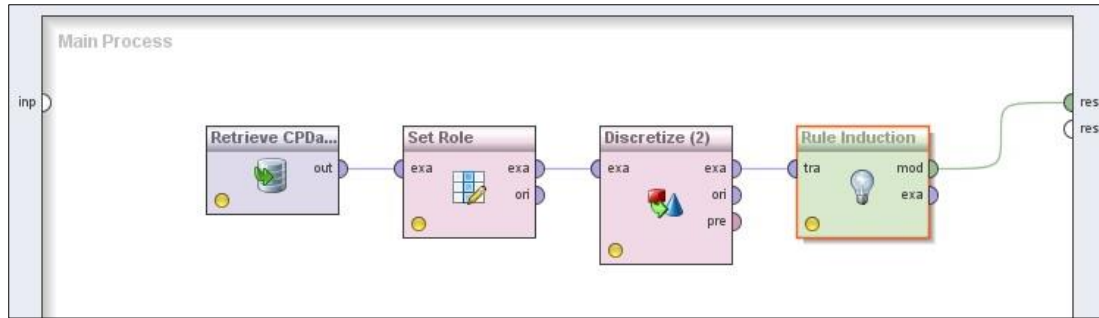 Main Process
inp
res
res
Retrieve CPDa...
out
Set Role
exa
exa
ori
Discretize (2)
exa
exa
ori
pre
Rule Induction
tra
mod
exa